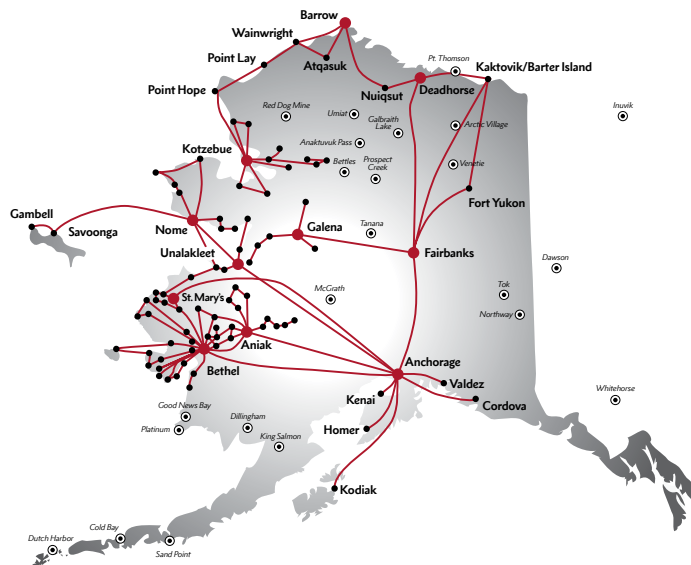 Barrow
Wainwright
Pt. Thomson
Point Lay
Atqasuk
Kaktovik/Barter Island
Point Hope
Nuiqsut
Deadhorse
Red Dog Mine
Umiat
Galbraith
Lake
Inuvik
Arctic Village
Anaktuvuk Pass
Kotzebue
Bettles
Prospect
Creek
Venetie
Fort Yukon
Gambell
Savoonga
Nome
Galena
Tanana
Unalakleet
Fairbanks
Dawson
St. Mary's
McGrath
Tok
Northway
Aniak
Bethel
Anchorage
Valdez
Kenai
Cordova
Whitehorse
Good News Bay
Platinum
Dillingham
Homer
King Salmon
Kodiak
Cold Bay
Dutch Harbor
Sand Point